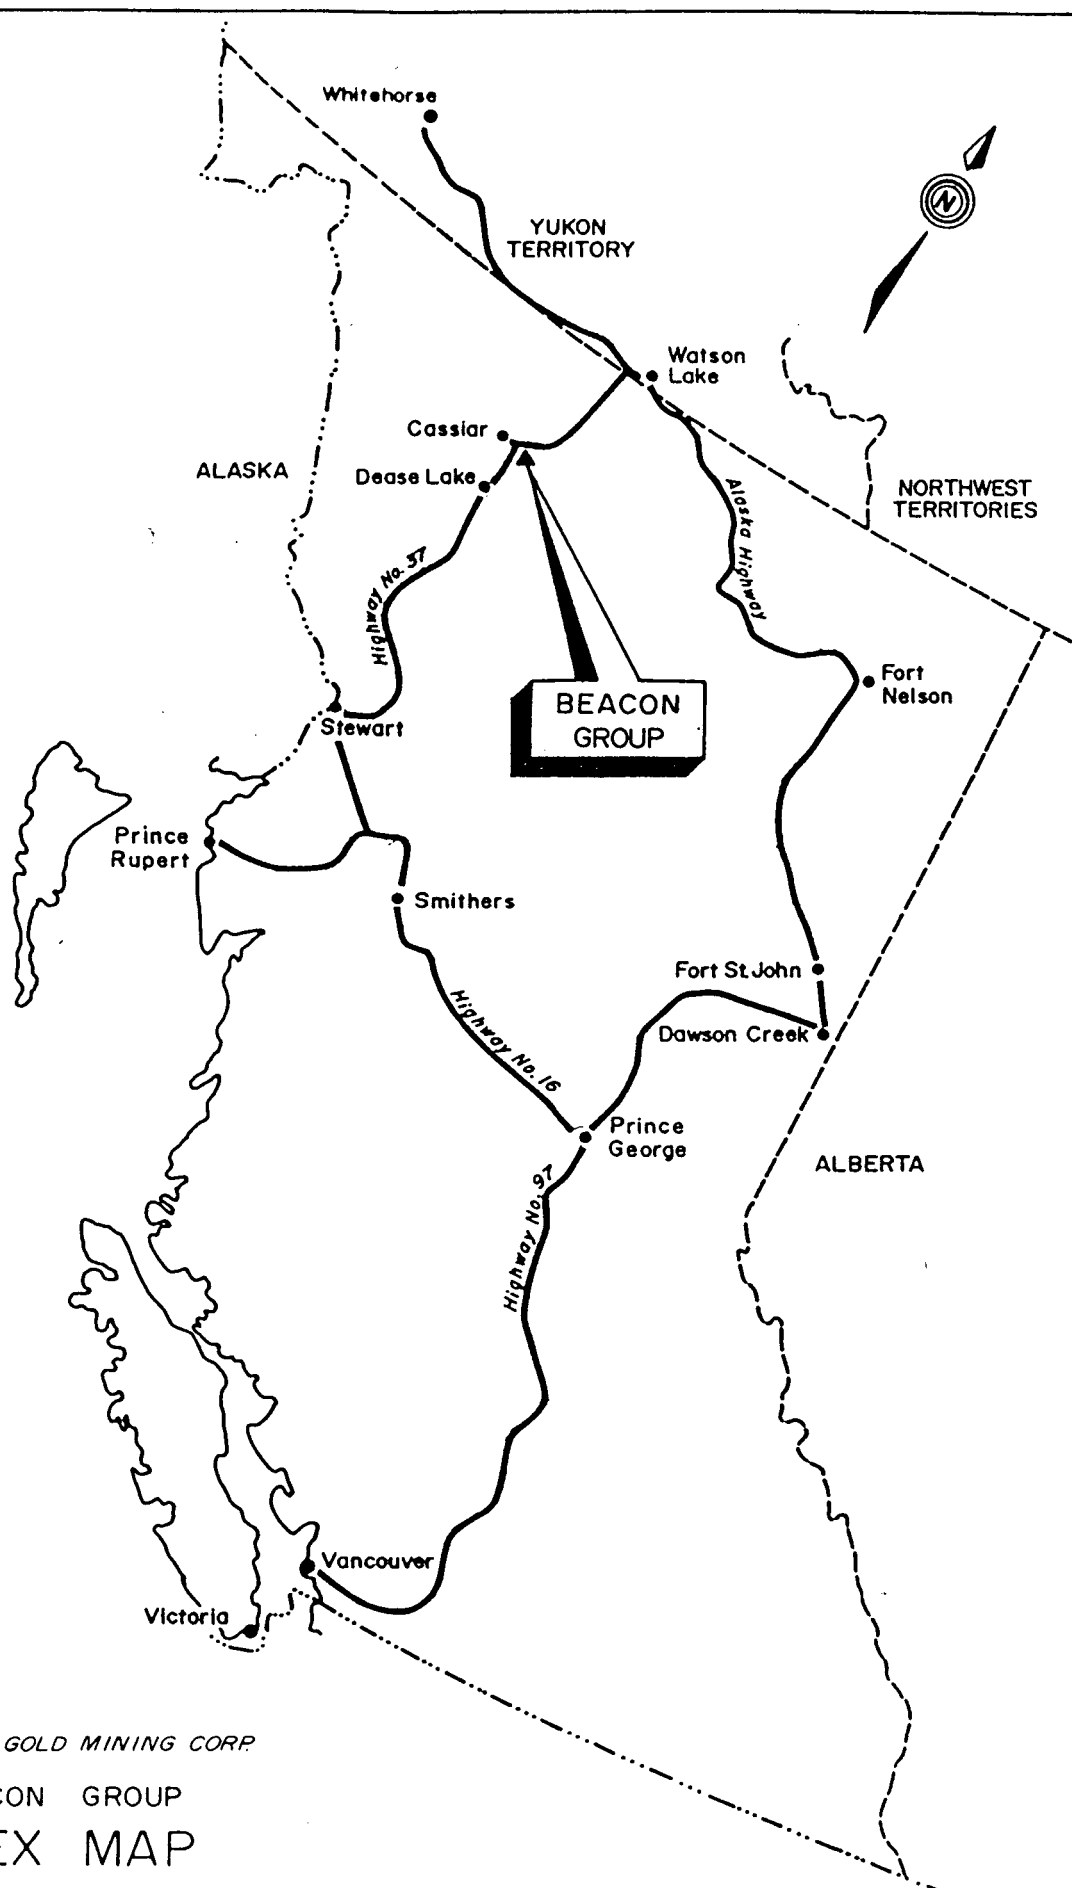 Whitehorse
N
YUKON
TERRITORY
Watson
Lake
Cassiar
ALASKA
Dease Lake
NORTHWEST
TERRITORIES
Alaska Highway
Highway No. 37
Fort
Nelson
BEACON
GROUP
Stewart
Prince
Rupert
Smithers
Fort St. John
Highway No. 16
Dawson Creek
Prince
George
ALBERTA
Highway No. 97
Vancouver
Victoria
GOLD MINING CORP.
CON GROUP
EX MAP